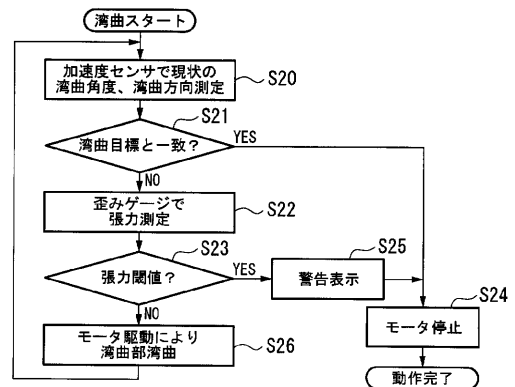 湾曲スタート
加速度センサで現状の
湾曲角度、湾曲方向測定
S20
S21
湾曲目標と一致?
YES
NO
歪みゲージで
張力測定
S22
S23
張力閾値?
YES
NO
S25
警告表示
S24
モータ停止
モータ駆動により
湾曲部湾曲
S26
動作完了